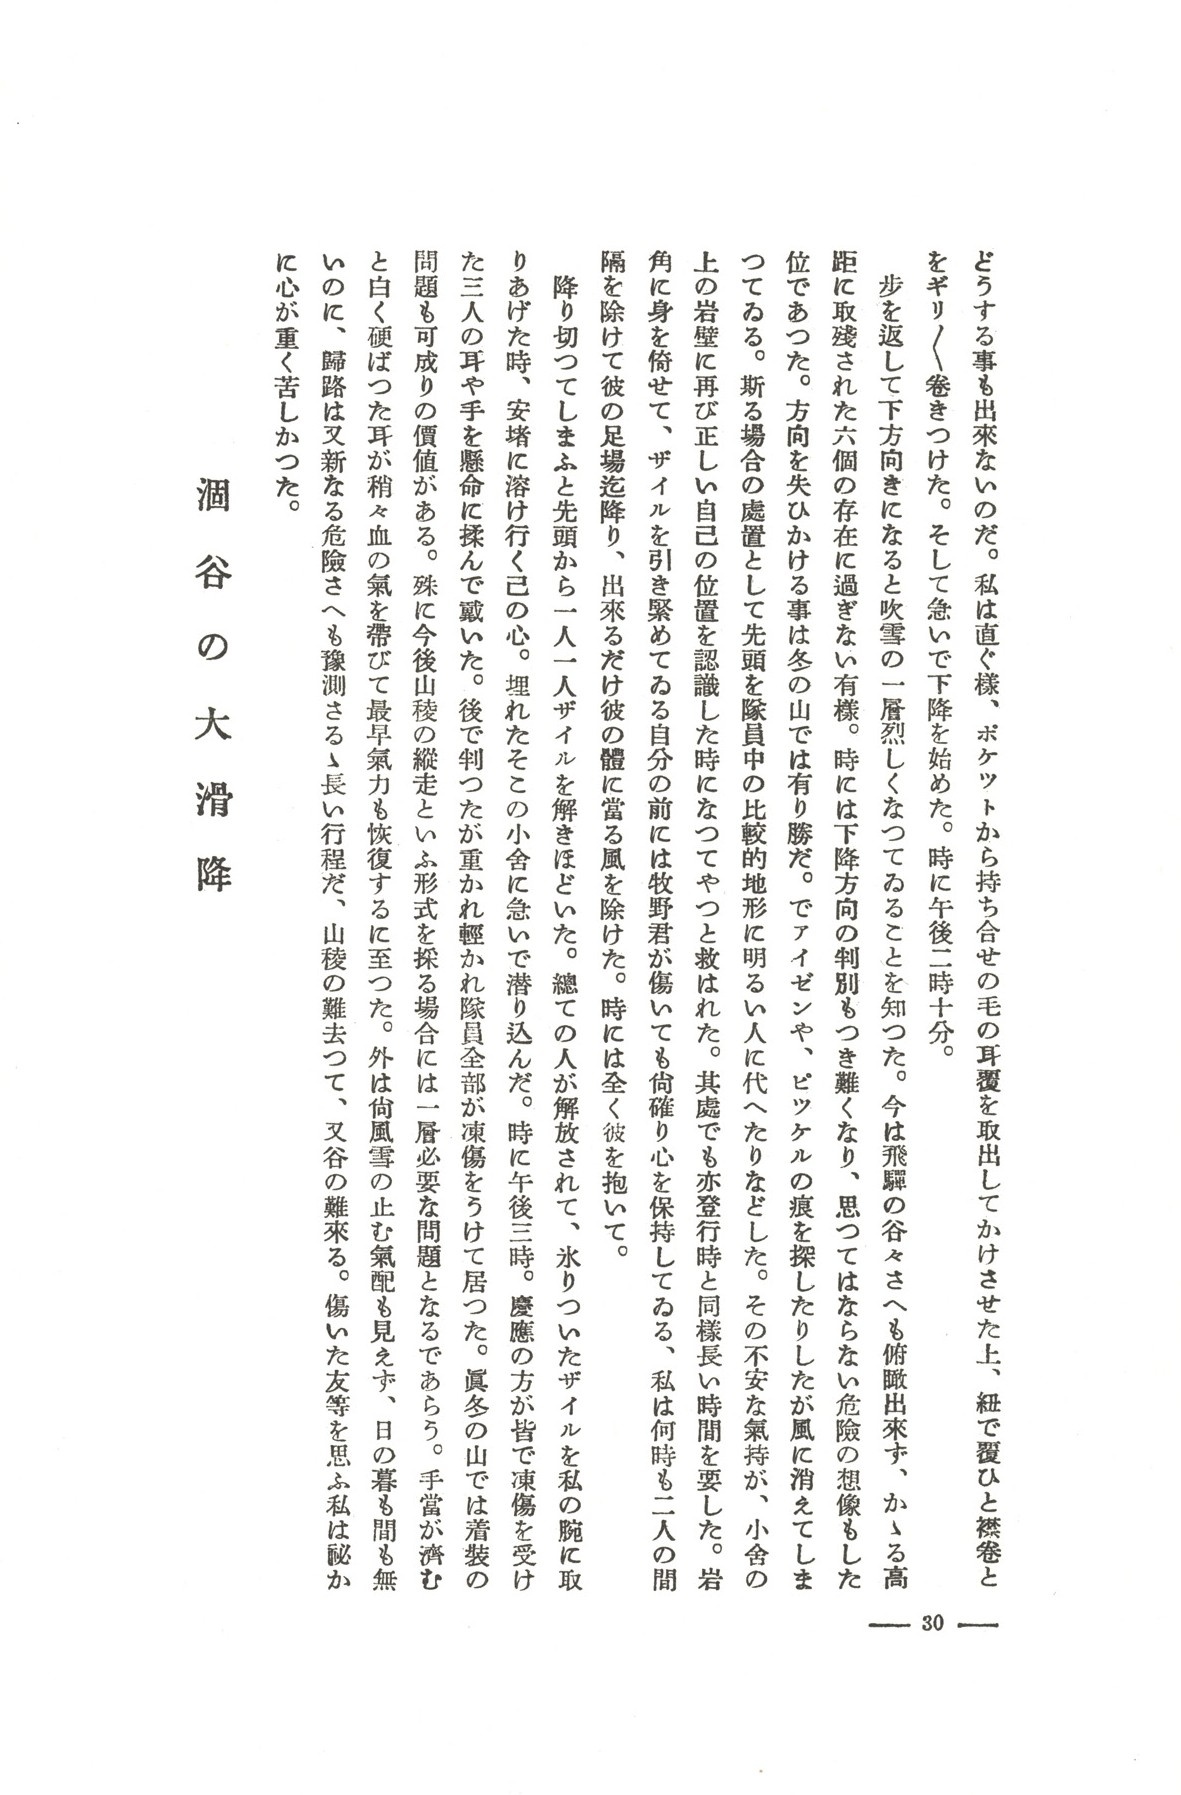 どうする事も出來ないのだ。私は直ぐ樣、ポケツトから持ち合せの毛の耳覆を取出してかけさせた上、紐で覆ひと襟卷と
をギリ〳〵卷きつけた。そして急いで下降を始めた。時に午後二時十分。
步を返して下方向きになると吹雪の一層烈しくなつてゐることを知つた。今は飛驒の谷々さへも俯瞰出來ず、かゝる高
距に取殘された六個の存在に過ぎない有樣。時には下降方向の判別もつき難くなり、思つてはならない危險の想像もした
位であつた。方向を失ひかける事は冬の山では有り勝だ。でアイゼンや、ピツケルの痕を探したりしたが風に消えてしま
つてゐる。斯る場合の處置として先頭を隊員中の比較的地形に明るい人に代へたりなどした。その不安な氣持が、小舍の
上の岩壁に再び正しい自己の位置を認識した時になつてやつと救はれた。其處でも亦登行時と同樣長い時間を要した。岩
角に身を倚せて、ザイルを引き緊めてゐる自分の前には牧野君が傷いても尙確り心を保持してゐる、私は何時も二人の間
隔を除けて彼の足場迄降り、出來るだけ彼の體に當る風を除けた。時には全く彼を抱いて。
降り切つてしまふと先頭から一人一人ザイルを解きほどいた。總ての人が解放されて、氷りついたザイルを私の腕に取
りあげた時、安堵に溶け行く己の心。埋れたそこの小舍に急いで潜り込んだ。時に午後三時。慶應の方が皆で凍傷を受け
た三人の耳や手を懸命に揉んで戴いた。後で判つたが重かれ輕かれ隊員全部が凍傷をうけて居つた。眞冬の山では着裝の
問題も可成りの價値がある。殊に今後山稜の縱走といふ形式を採る場合には一層必要な問題となるであらう。手當が濟む
と白く硬ばつた耳が稍々血の氣を帶びて最早氣力も恢復するに至つた。外は尙風雪の止む氣配も見えず、日の暮も間も無
いのに、歸路は又新なる危險さへも豫測さるゝ長い行程だ、山稜の難去つて、又谷の難來る。傷いた友等を思ふ私は祕か
に心が重く苦しかつた。
涸谷の大滑降
30